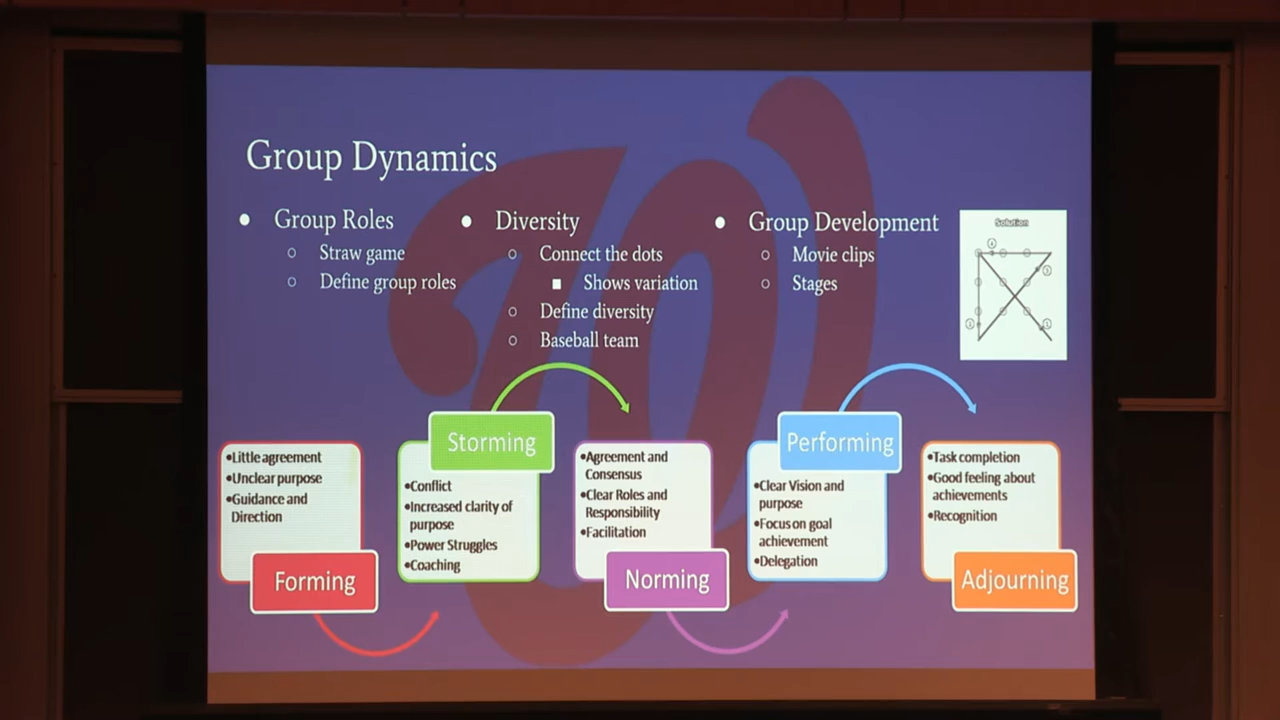 Group Dynamics
● Group Roles
○ Straw game
○ Define group roles
● Diversity
○ Connect the dots
■ Shows variation
○ Define diversity
○ Baseball team
● Group Development
○ Movie clips
○ Stages
Solution
•Little agreement
•Unclear purpose
•Guidance and
Direction
Forming
Storming
•Conflict
•Increased clarity of
purpose
•Power Struggles
•Coaching
•Agreement and
Consensus
•Clear Roles and
Responsibility
•Facilitation
Norming
Performing
•Clear Vision and
purpose
•Focus on goal
achievement
•Delegation
•Task completion
•Good feeling about
achievements
•Recognition
Adjourning